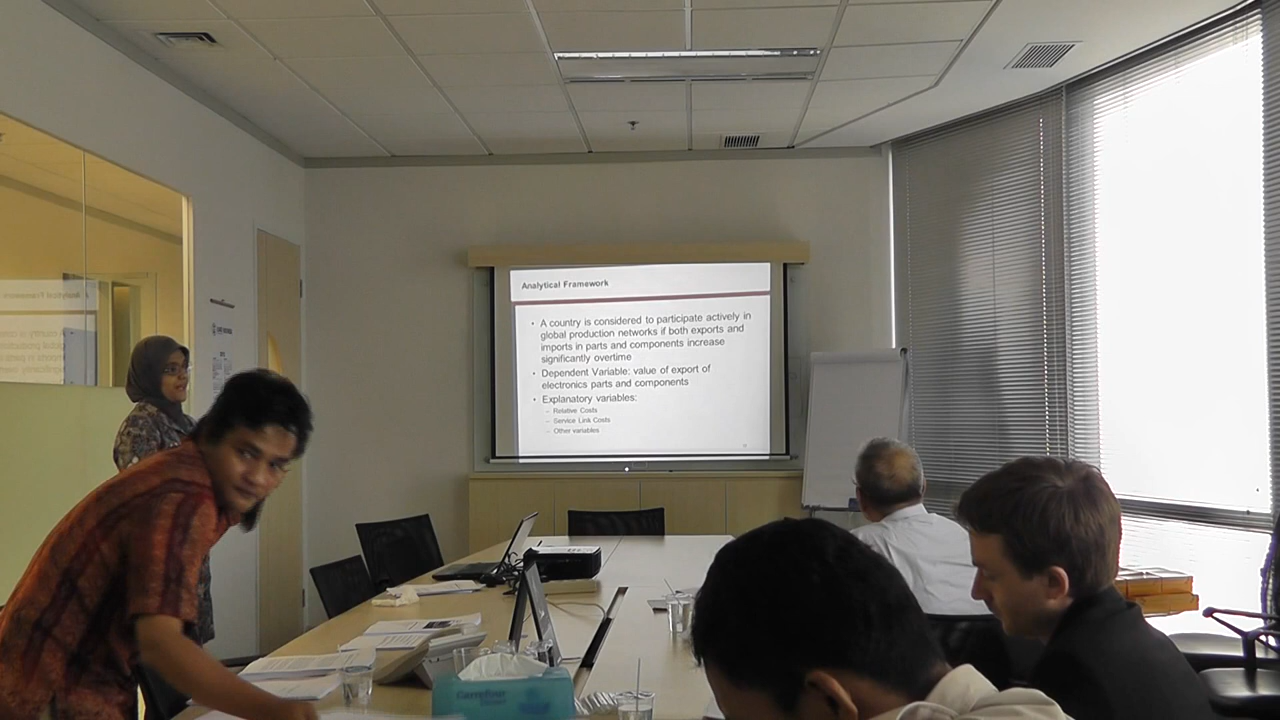 Analytical Framework
• A country is considered to participate actively in
global production networks if both exports and
imports in parts and components increase
significantly overtime
• Dependent Variable: value of export of
electronics parts and components
• Explanatory variables:
– Relative Costs
– Service Link Costs
– Other variables
Carrefour